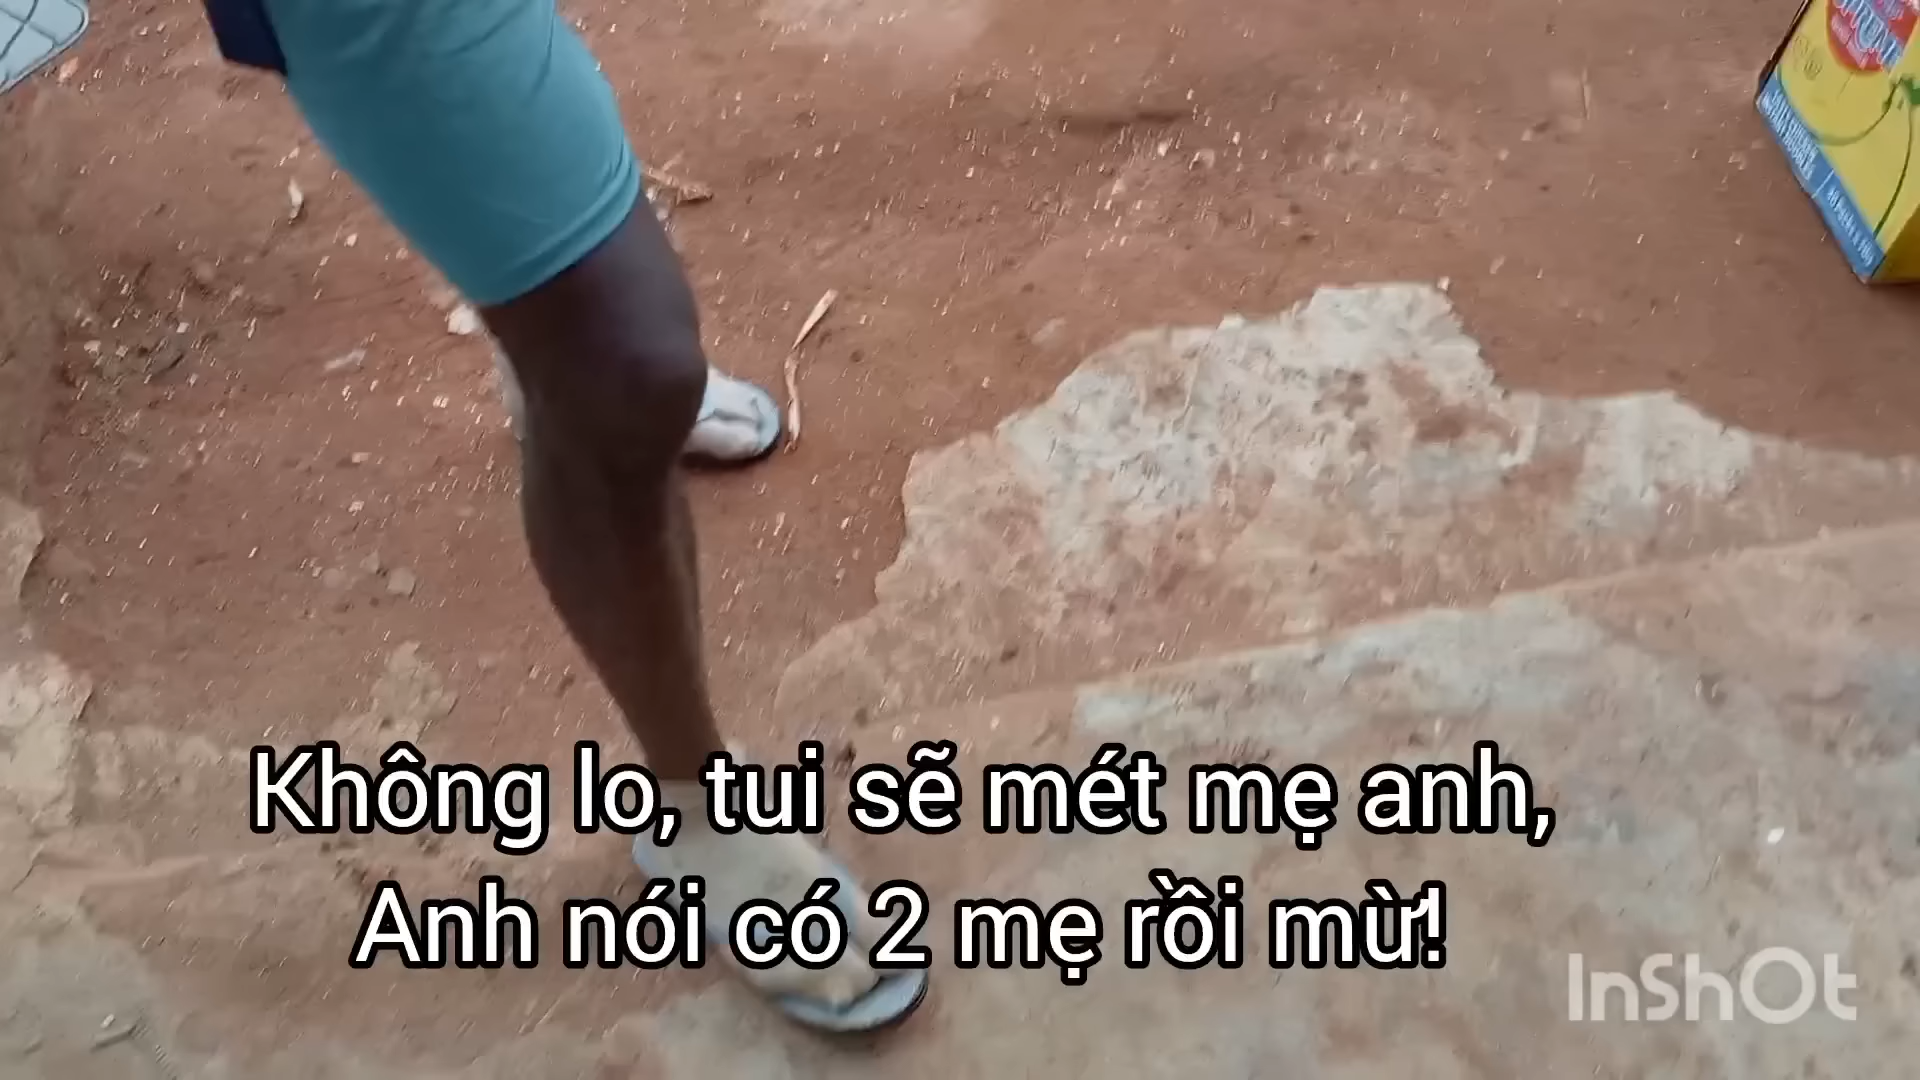 Không lo, tui sẽ mét mẹ anh,
Anh nói có 2 mẹ rồi mừ!
InShOt